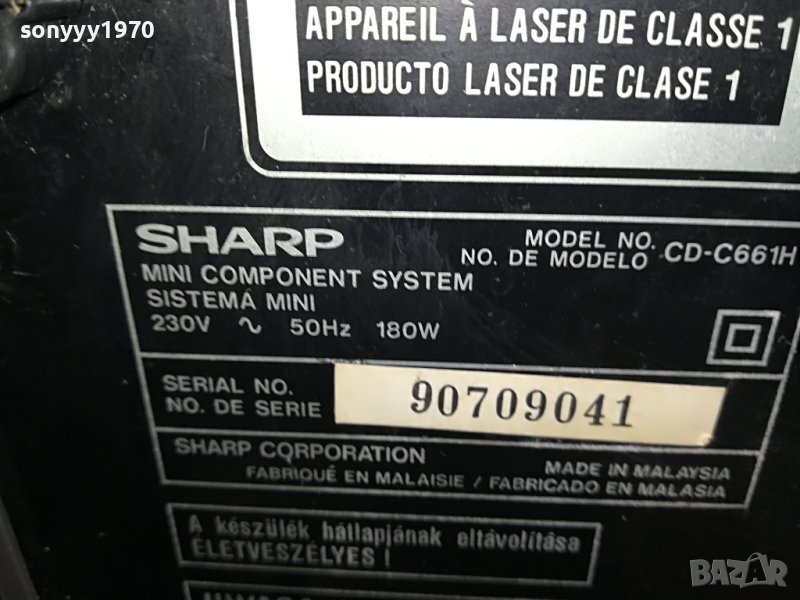 sonyyy1970
APPAREIL À LASER DE CLASSE 1
PRODUCTO LASER DE CLASE 1
SHARP
MODEL NO.
NO. DE MODELO
CD-C661H
MINI COMPONENT SYSTEM
SISTEMA MINI
230V ∿ 50Hz 180W
SERIAL NO.
NO. DE SERIE
90709041
SHARP CORPORATION
MADE IN MALAYSIA
FABRIQUÉ EN MALAISIE / FABRICADO EN MALASIA
A készülék hátlapjának eltávolítása
ÉLETVESZÉLYES !
BAZAR